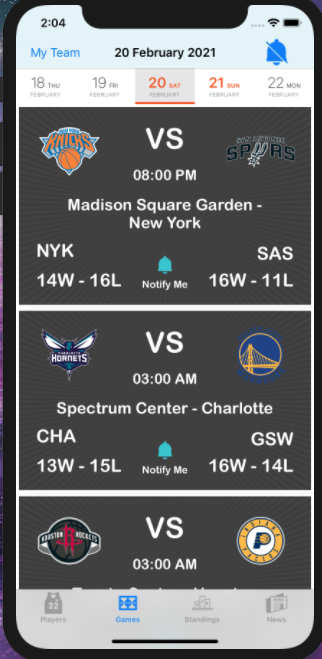 2:04
My Team 20 February 2021
18 THU 19 FRI 20 SAT 21 SUN 22 MON
FEBRUARY FEBRUARY FEBRUARY FEBRUARY FEBRUARY
NEW YORK
KNICKS
VS
SAN ANTONIO
SPURS
08:00 PM
Madison Square Garden -
New York
NYK SAS
14W - 16L Notify Me 16W - 11L
VS
CHARLOTTE
HORNETS
03:00 AM
Spectrum Center - Charlotte
CHA GSW
13W - 15L Notify Me 16W - 14L
VS
HOUSTON ROCKETS
INDIANA
PACERS
03:00 AM
32
Players Games Standings News